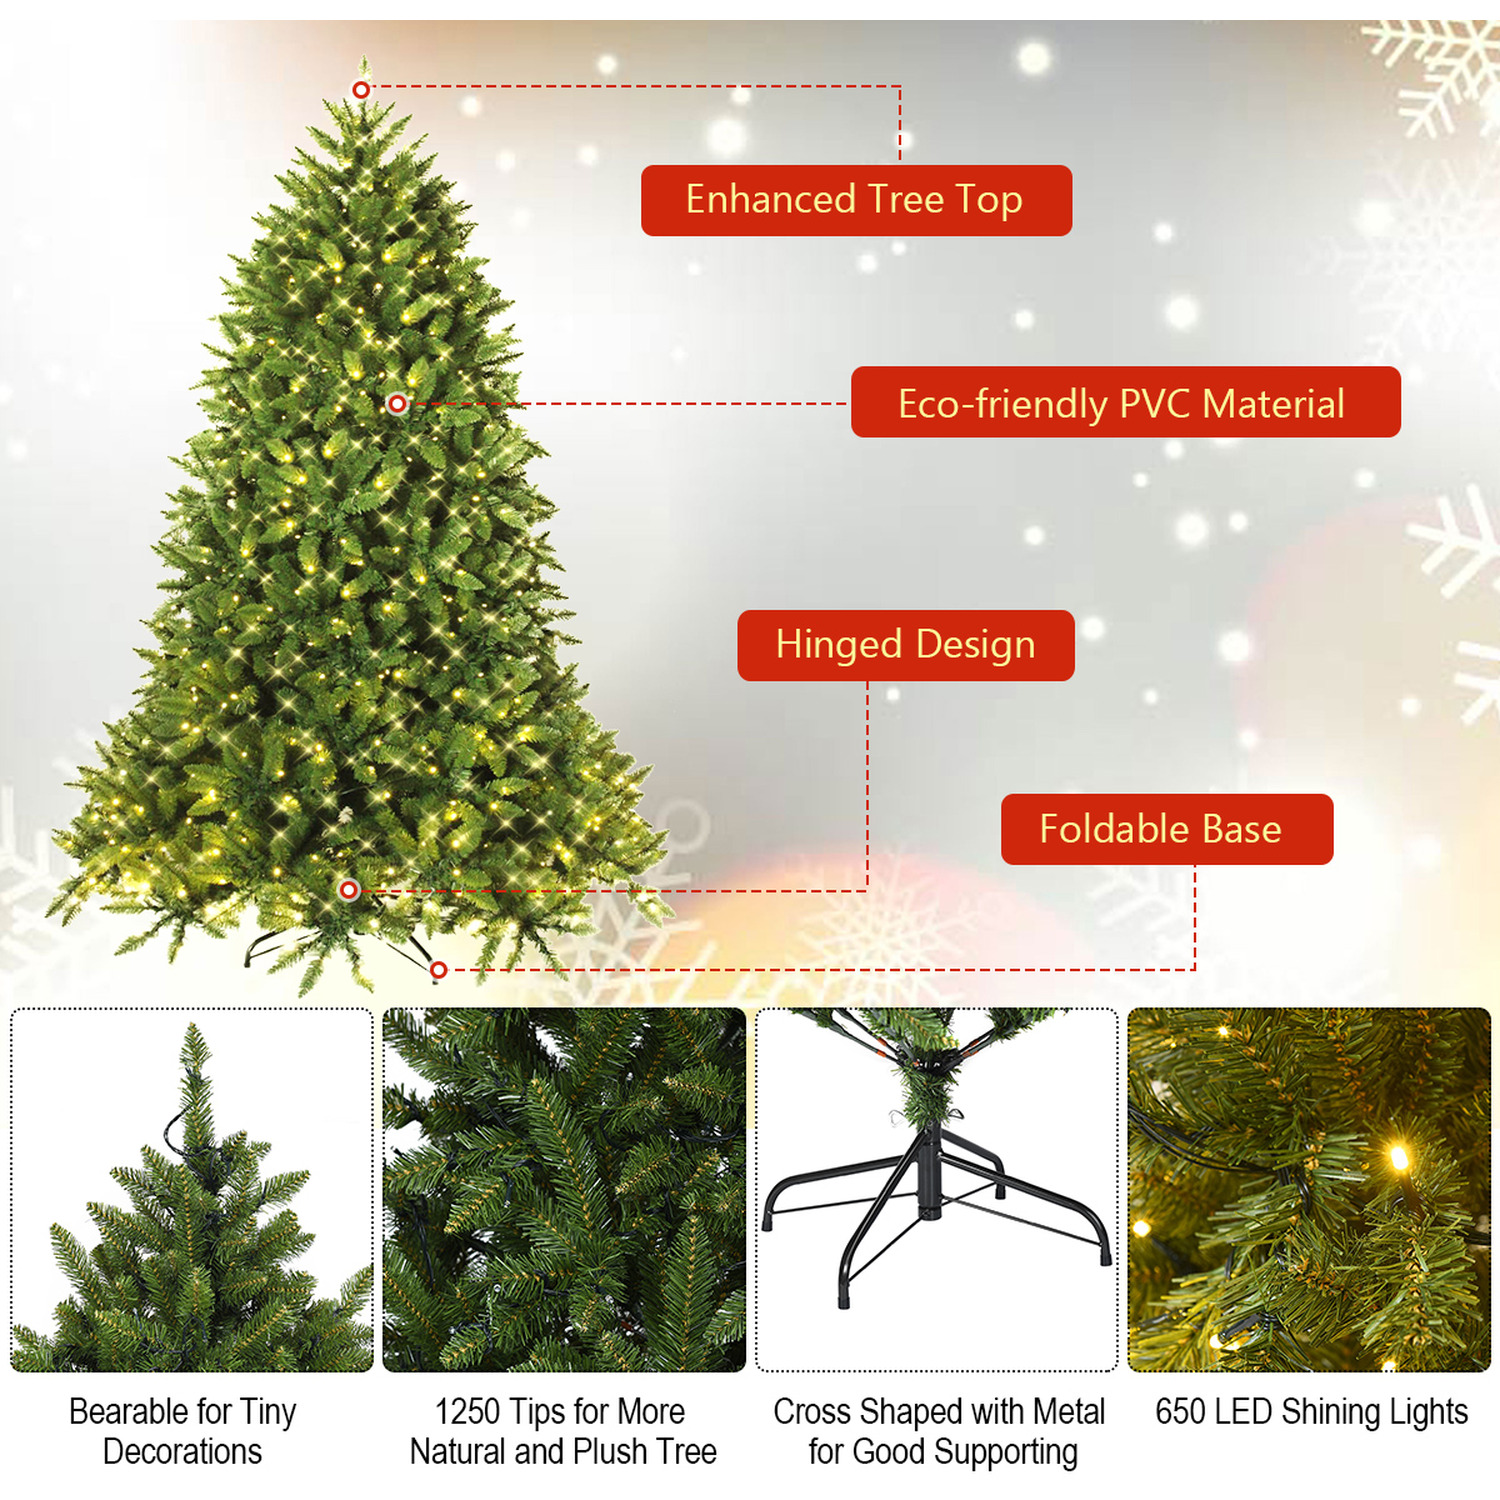 Enhanced Tree Top
Eco-friendly PVC Material
Hinged Design
Foldable Base
Bearable for Tiny
Decorations
1250 Tips for More
Natural and Plush Tree
Cross Shaped with Metal
for Good Supporting
650 LED Shining Lights